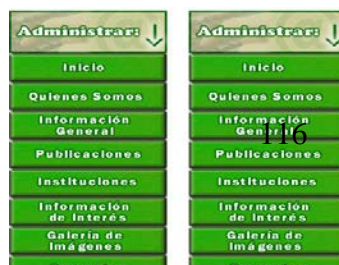 Administrar:
Inicio
Quienes Somos
Información
General
Publicaciones
Instituciones
Información
de Interés
Galería de
Imágenes
Administrar:
Inicio
Quienes Somos
Información
General
116
Publicaciones
Instituciones
Información
de Interés
Galería de
Imágenes